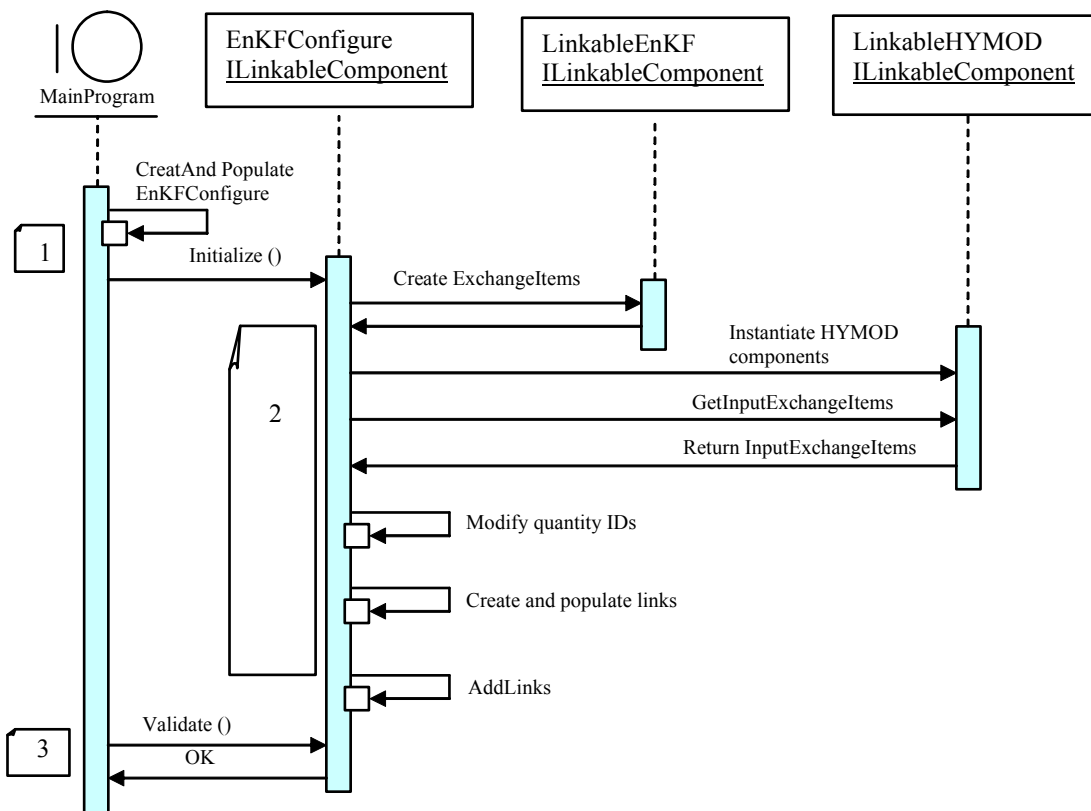 MainProgram
EnKFConfigure
ILinkableComponent
LinkableEnKF
ILinkableComponent
LinkableHYMOD
ILinkableComponent
CreatAnd Populate
EnKFConfigure
1
Initialize ()
Create ExchangeItems
2
Instantiate HYMOD
components
GetInputExchangeItems
Return InputExchangeItems
Modify quantity IDs
Create and populate links
AddLinks
3
Validate ()
OK